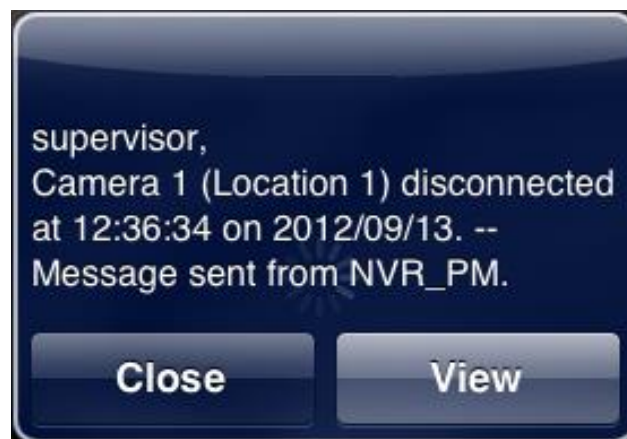 supervisor,
Camera 1 (Location 1) disconnected
at 12:36:34 on 2012/09/13. --
Message sent from NVR_PM.
Close
View